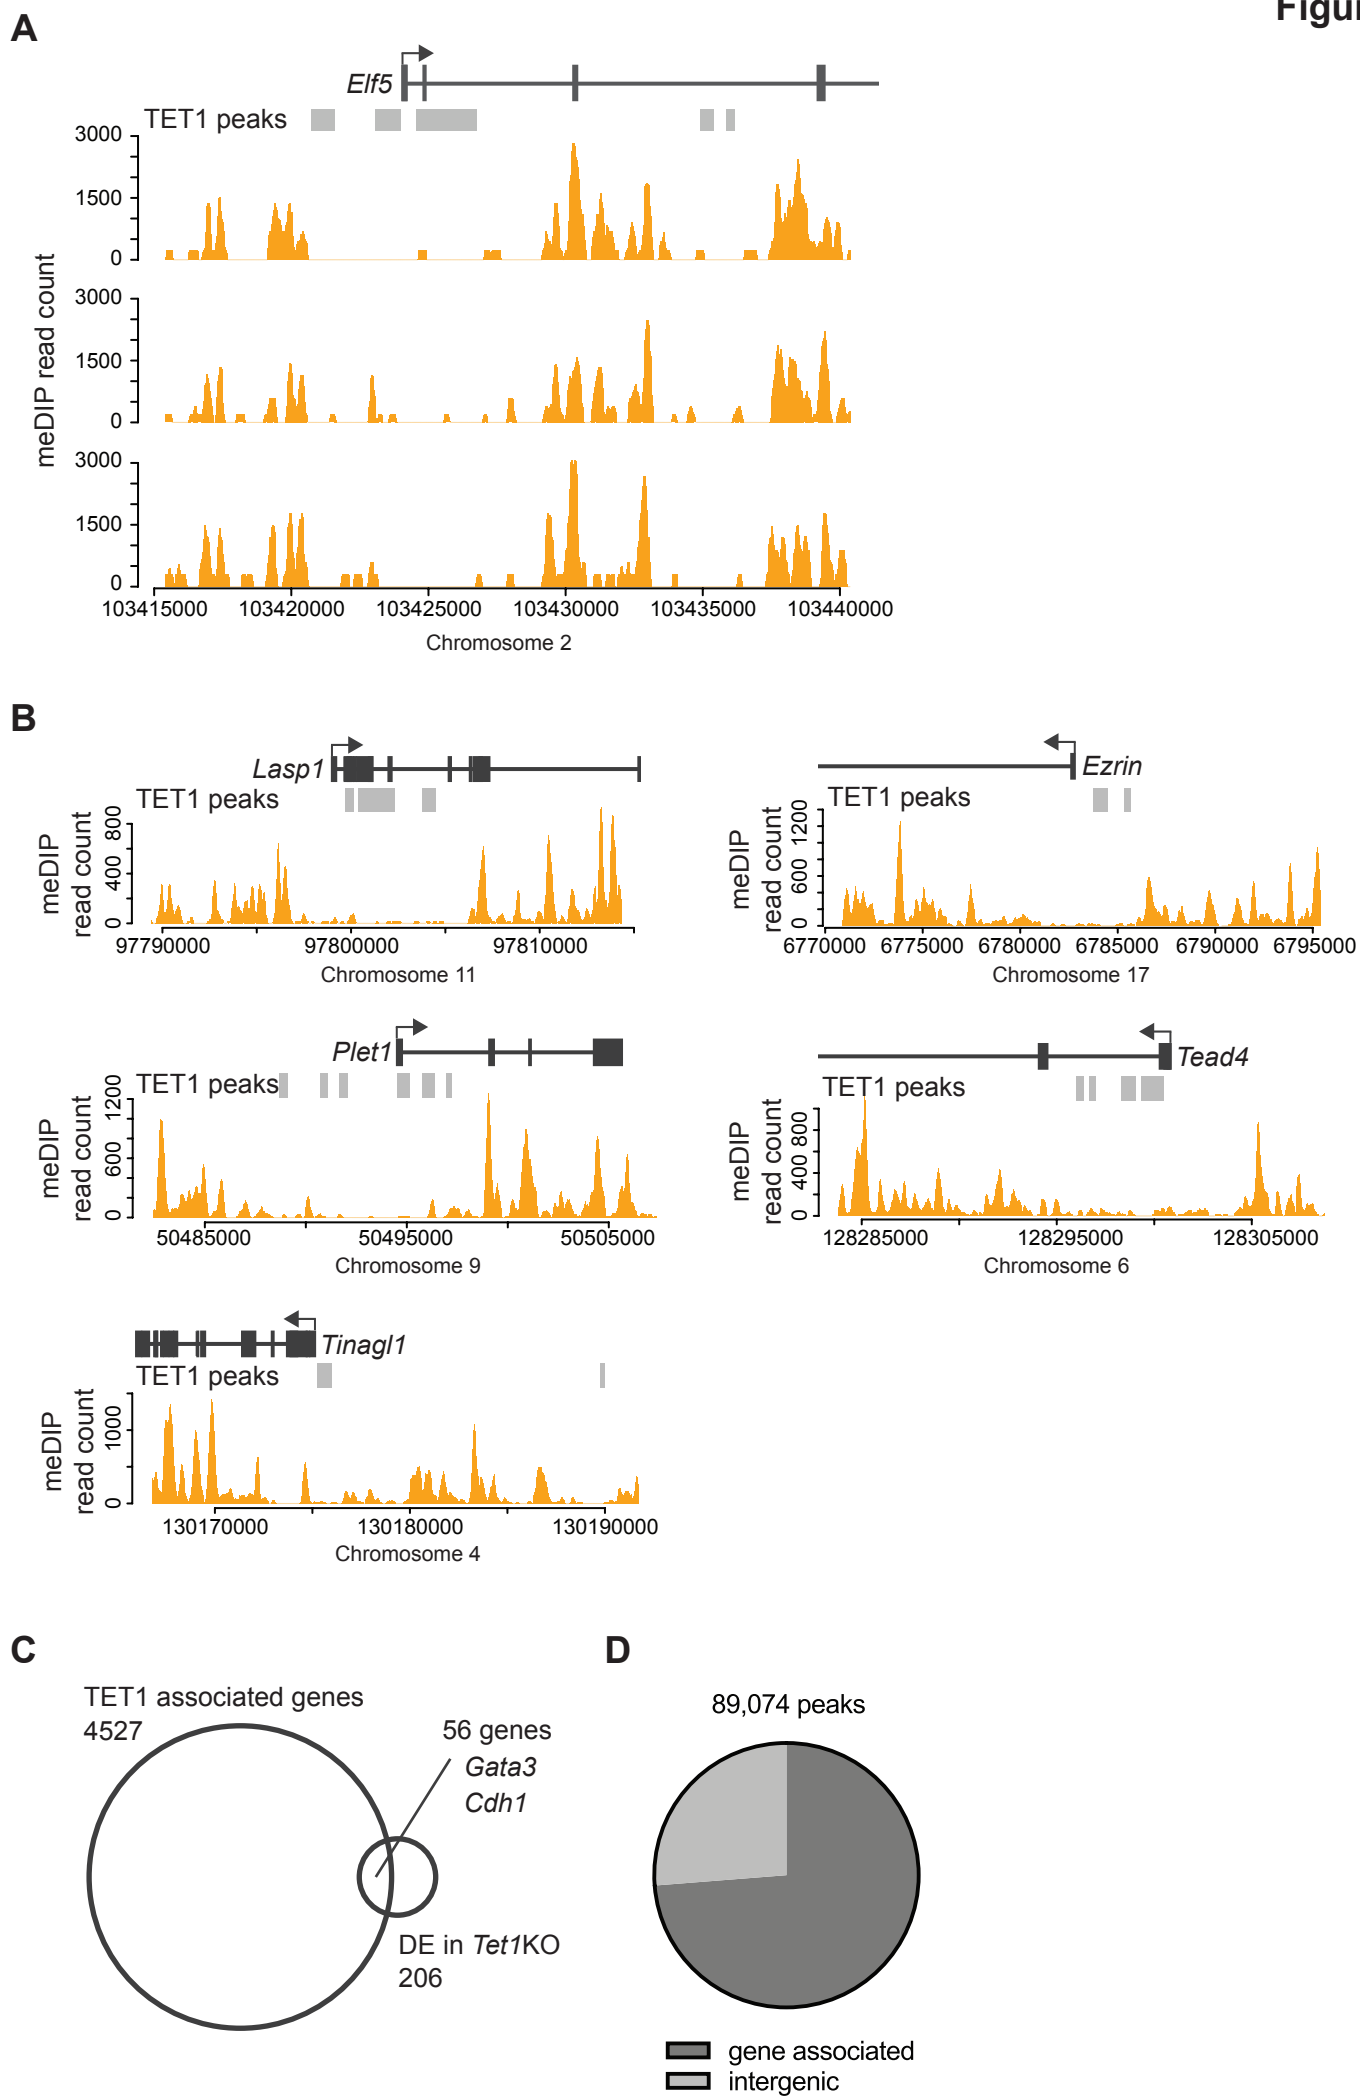 Figur
A
Elf5
TET1 peaks
3000
1500
0
3000
1500
0
3000
1500
0
meDIP read count
103415000 103420000 103425000 103430000 103435000 103440000
Chromosome 2
B
Lasp1
TET1 peaks
meDIP
read count
0 400 800
97790000 97800000 97810000
Chromosome 11
Ezrin
TET1 peaks
meDIP
read count
0 600 1200
6770000 6775000 6780000 6785000 6790000 6795000
Chromosome 17
Plet1
TET1 peaks
meDIP
read count
0 600 1200
50485000 50495000 50505000
Chromosome 9
Tead4
TET1 peaks
meDIP
read count
0 400 800
128285000 128295000 128305000
Chromosome 6
Tinagl1
TET1 peaks
meDIP
read count
0 1000
130170000 130180000 130190000
Chromosome 4
C
TET1 associated genes
4527
56 genes
Gata3
Cdh1
DE in Tet1KO
206
D
89,074 peaks
gene associated
intergenic